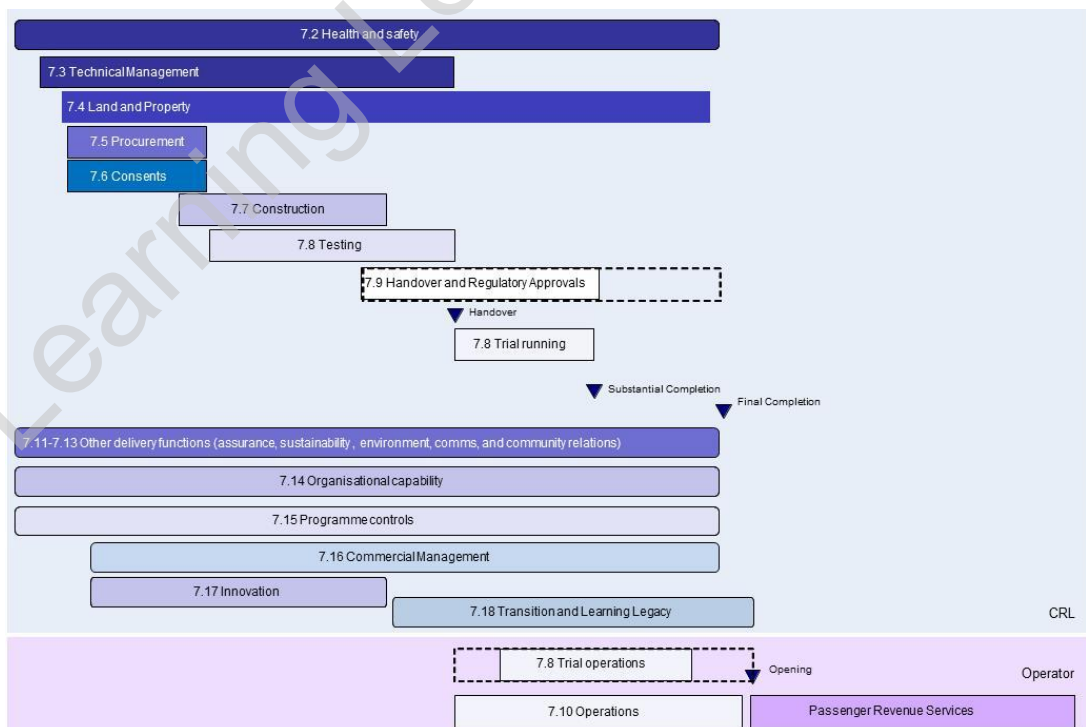 7.2 Health and safety
7.3 Technical Management
7.4 Land and Property
7.5 Procurement
7.6 Consents
7.7 Construction
7.8 Testing
7.9 Handover and Regulatory Approvals
Handover
7.8 Trial running
Substantial Completion
Final Completion
7.11-7.13 Other delivery functions (assurance, sustainability, environment, comms, and community relations)
7.14 Organisational capability
7.15 Programme controls
7.16 Commercial Management
7.17 Innovation
7.18 Transition and Learning Legacy
CRL
7.8 Trial operations
Opening
Operator
7.10 Operations
Passenger Revenue Services
Learning